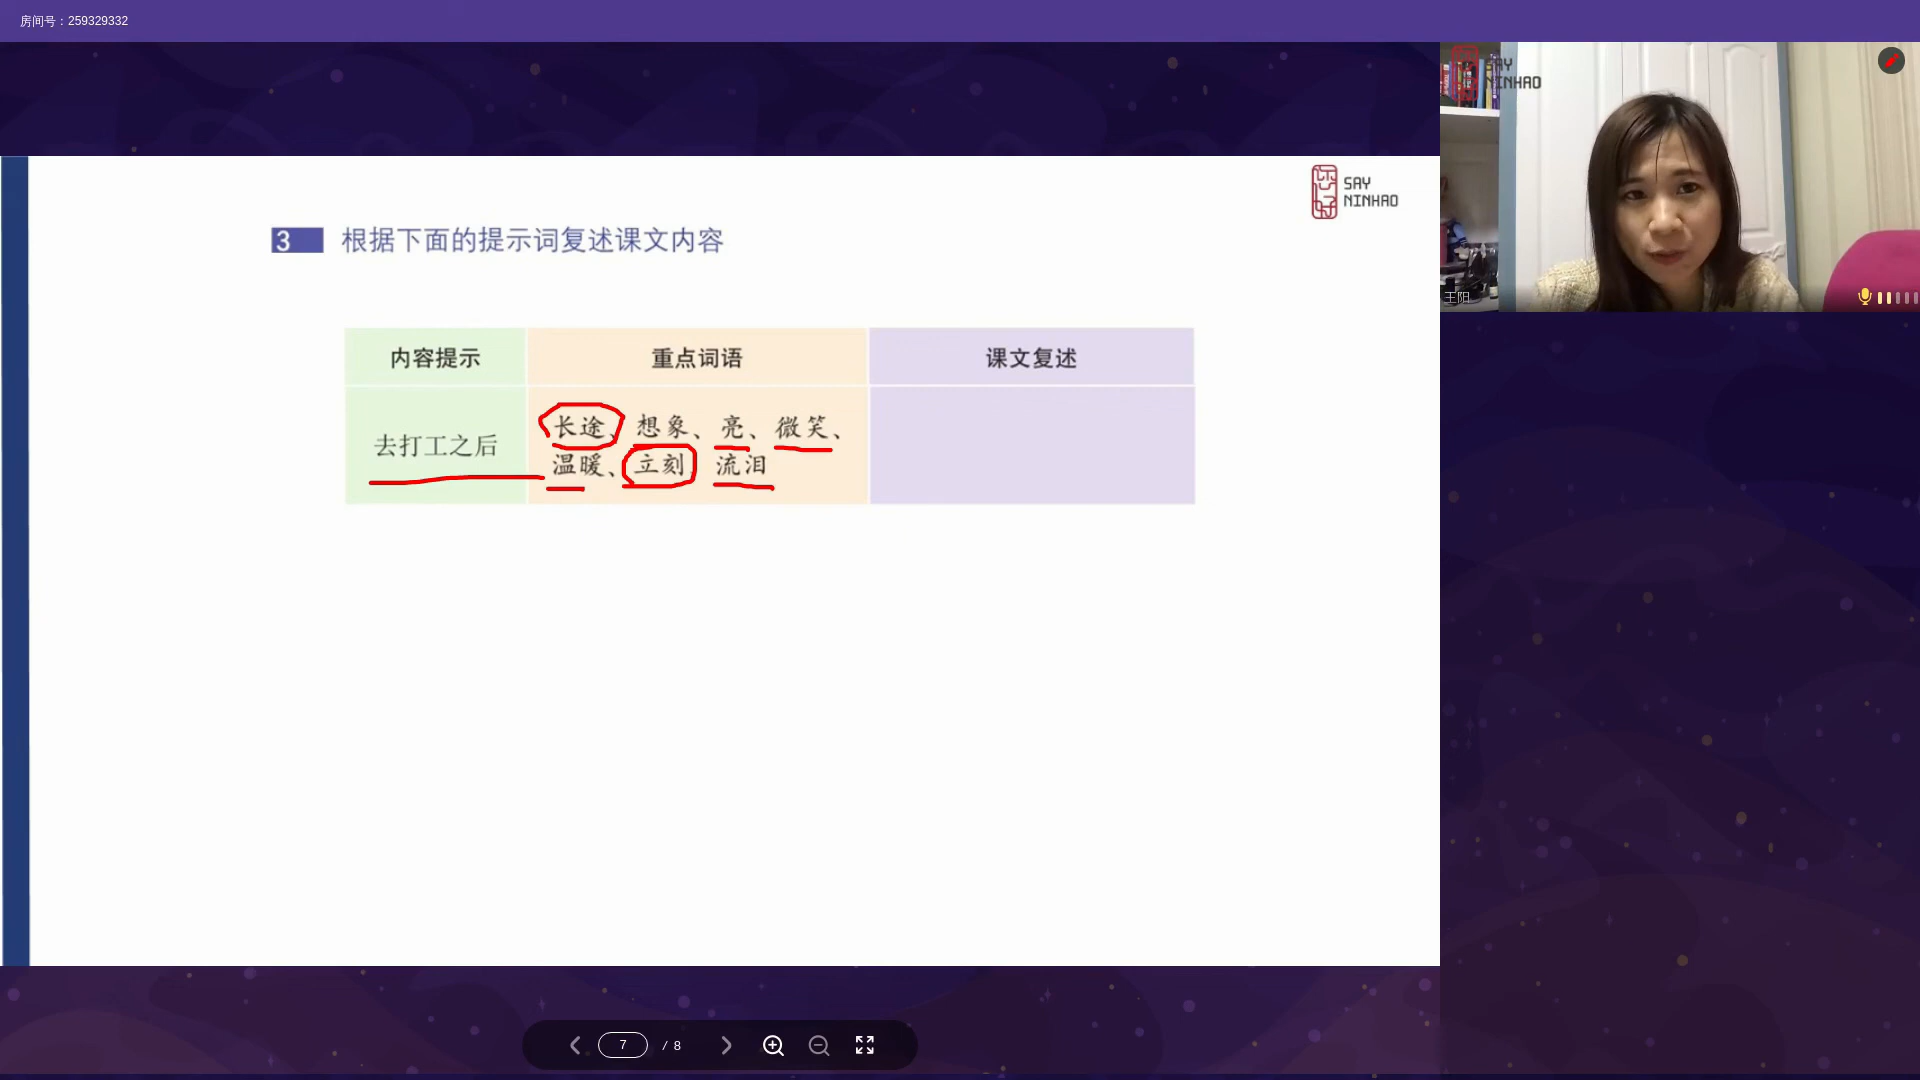 房间号：259329332
SAY
NINHAO
SAY
NINHAO
3 根据下面的提示词复述课文内容
内容提示 重点词语 课文复述
去打工之后
长途、想象、亮、微笑、
温暖、立刻、流泪
王阳
7 / 8